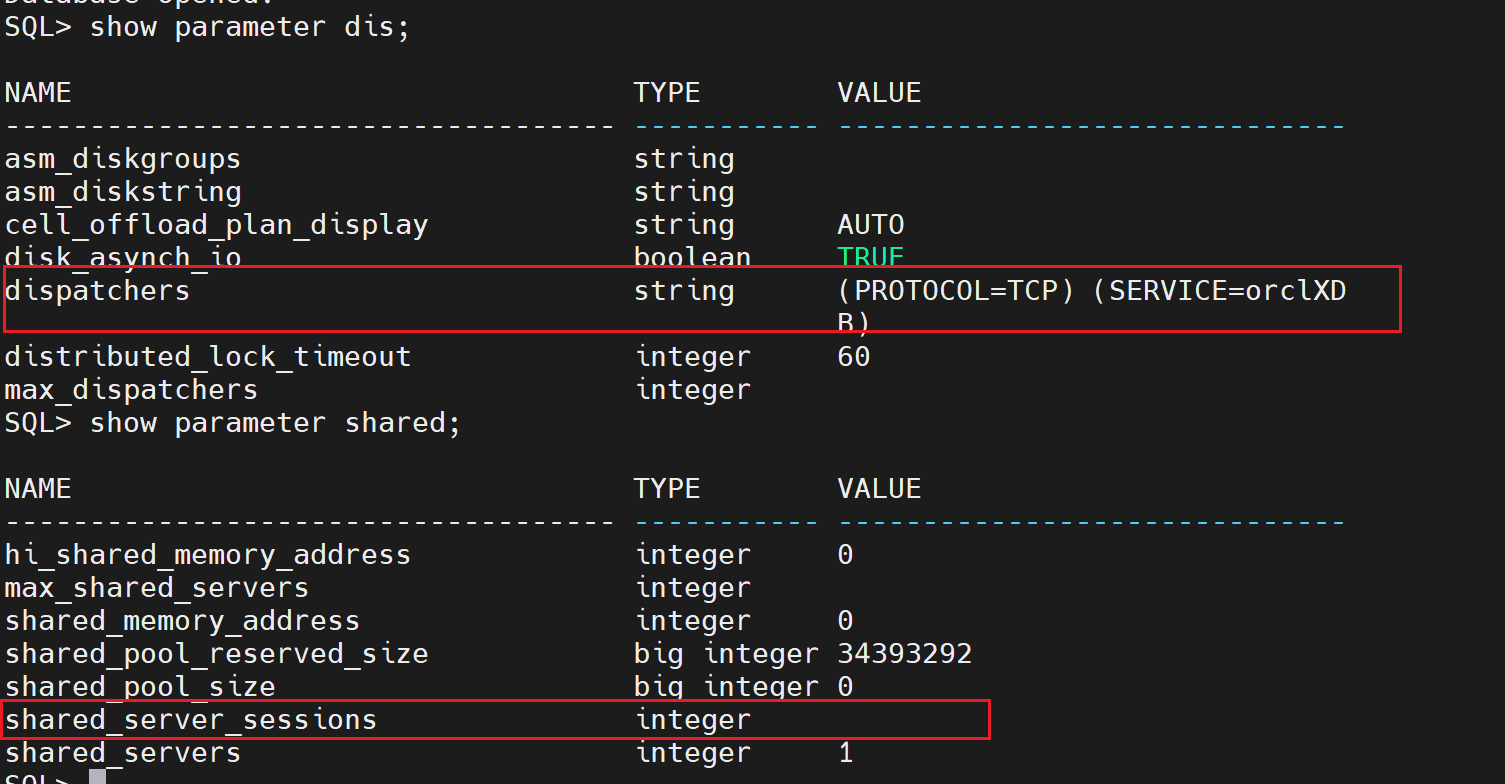 Database opened.
SQL> show parameter dis;
NAME TYPE VALUE
------------------------------------ ----------- ------------------------------
asm_diskgroups string
asm_diskstring string
cell_offload_plan_display string AUTO
disk_asynch_io boolean TRUE
dispatchers string (PROTOCOL=TCP) (SERVICE=orclXD
B)
distributed_lock_timeout integer 60
max_dispatchers integer
SQL> show parameter shared;
NAME TYPE VALUE
------------------------------------ ----------- ------------------------------
hi_shared_memory_address integer 0
max_shared_servers integer
shared_memory_address integer 0
shared_pool_reserved_size big integer 34393292
shared_pool_size big integer 0
shared_server_sessions integer
shared_servers integer 1
SQL>